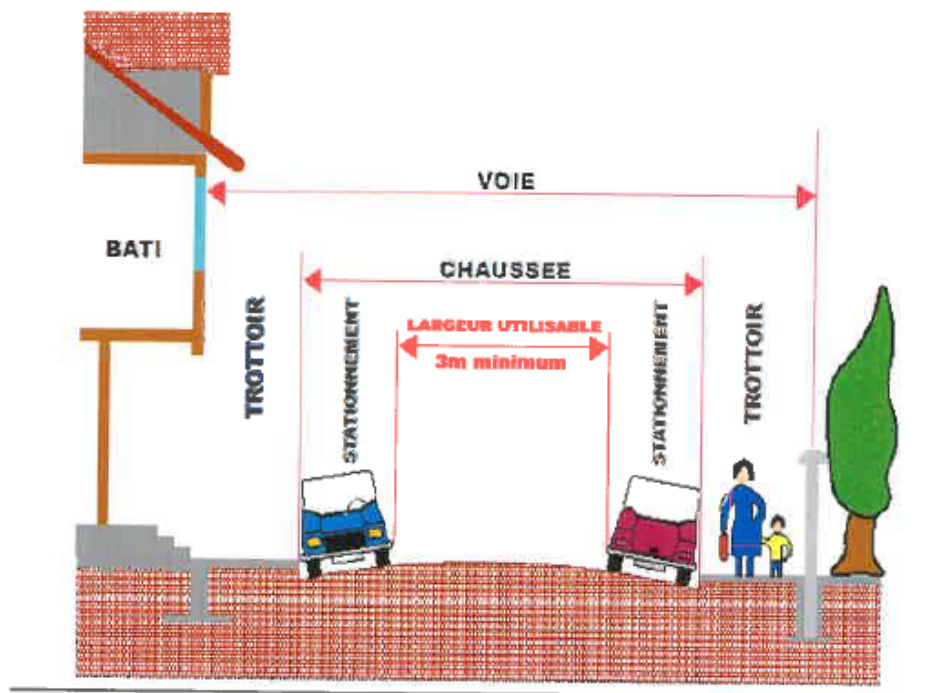 VOIE
BATI
CHAUSSEE
TROTTOIR
STATIONNEMENT
LARGEUR UTILISABLE
3m minimum
STATIONNEMENT
TROTTOIR